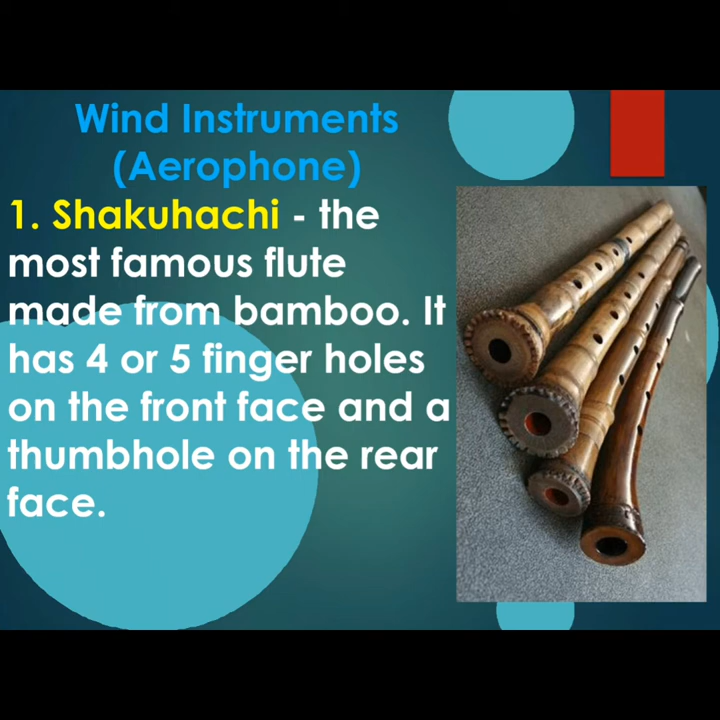 Wind Instruments
(Aerophone)
1. Shakuhachi - the
most famous flute
made from bamboo. It
has 4 or 5 finger holes
on the front face and a
thumbhole on the rear
face.